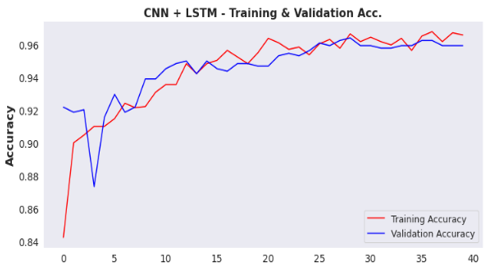 CNN + LSTM - Training & Validation Acc.
Accuracy
0.96
0.94
0.92
0.90
0.88
0.86
0.84
0 5 10 15 20 25 30 35 40
Training Accuracy
Validation Accuracy